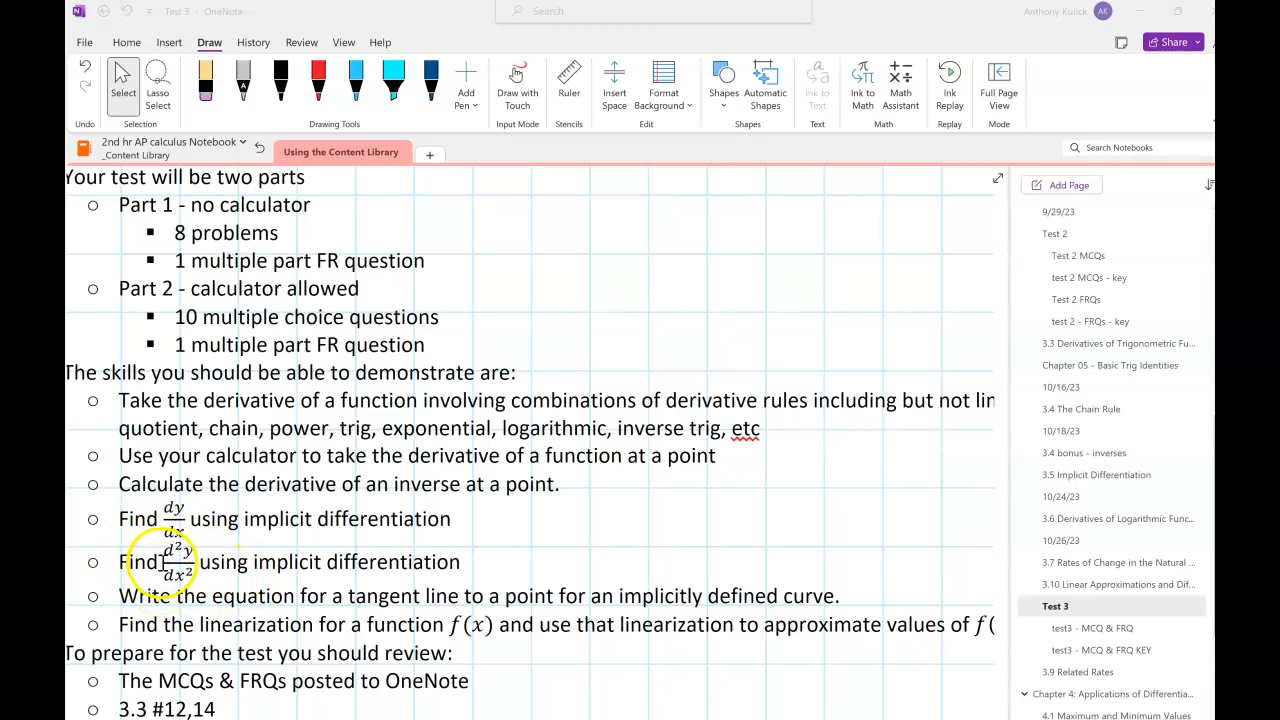 Test 3 - OneNote
Search
Anthony Kulick
AK
File Home Insert Draw History Review View Help
Share
Select
Lasso Select
Add Pen
Draw with Touch
Ruler
Insert Space
Format Background
Shapes
Automatic Shapes
Ink to Text
Ink to Math
Math Assistant
Ink Replay
Full Page View
Undo
Selection
Drawing Tools
Input Mode
Stencils
Edit
Shapes
Text
Math
Replay
Mode
2nd hr AP calculus Notebook
_Content Library
Using the Content Library
+
Search Notebooks
Your test will be two parts
Part 1 - no calculator
8 problems
1 multiple part FR question
Part 2 - calculator allowed
10 multiple choice questions
1 multiple part FR question
The skills you should be able to demonstrate are:
Take the derivative of a function involving combinations of derivative rules including but not lin
quotient, chain, power, trig, exponential, logarithmic, inverse trig, etc
Use your calculator to take the derivative of a function at a point
Calculate the derivative of an inverse at a point.
Find dy/dx using implicit differentiation
Find d²y/dx² using implicit differentiation
Write the equation for a tangent line to a point for an implicitly defined curve.
Find the linearization for a function f(x) and use that linearization to approximate values of f(
To prepare for the test you should review:
The MCQs & FRQs posted to OneNote
3.3 #12,14
Add Page
9/29/23
Test 2
Test 2 MCQs
test 2 MCQs - key
Test 2 FRQs
test 2 - FRQs - key
3.3 Derivatives of Trigonometric Fu...
Chapter 05 - Basic Trig Identities
10/16/23
3.4 The Chain Rule
10/18/23
3.4 bonus - inverses
3.5 Implicit Differentiation
10/24/23
3.6 Derivatives of Logarithmic Func...
10/26/23
3.7 Rates of Change in the Natural ...
3.10 Linear Approximations and Dif...
Test 3
test3 - MCQ & FRQ
test3 - MCQ & FRQ KEY
3.9 Related Rates
Chapter 4: Applications of Differentia...
4.1 Maximum and Minimum Values